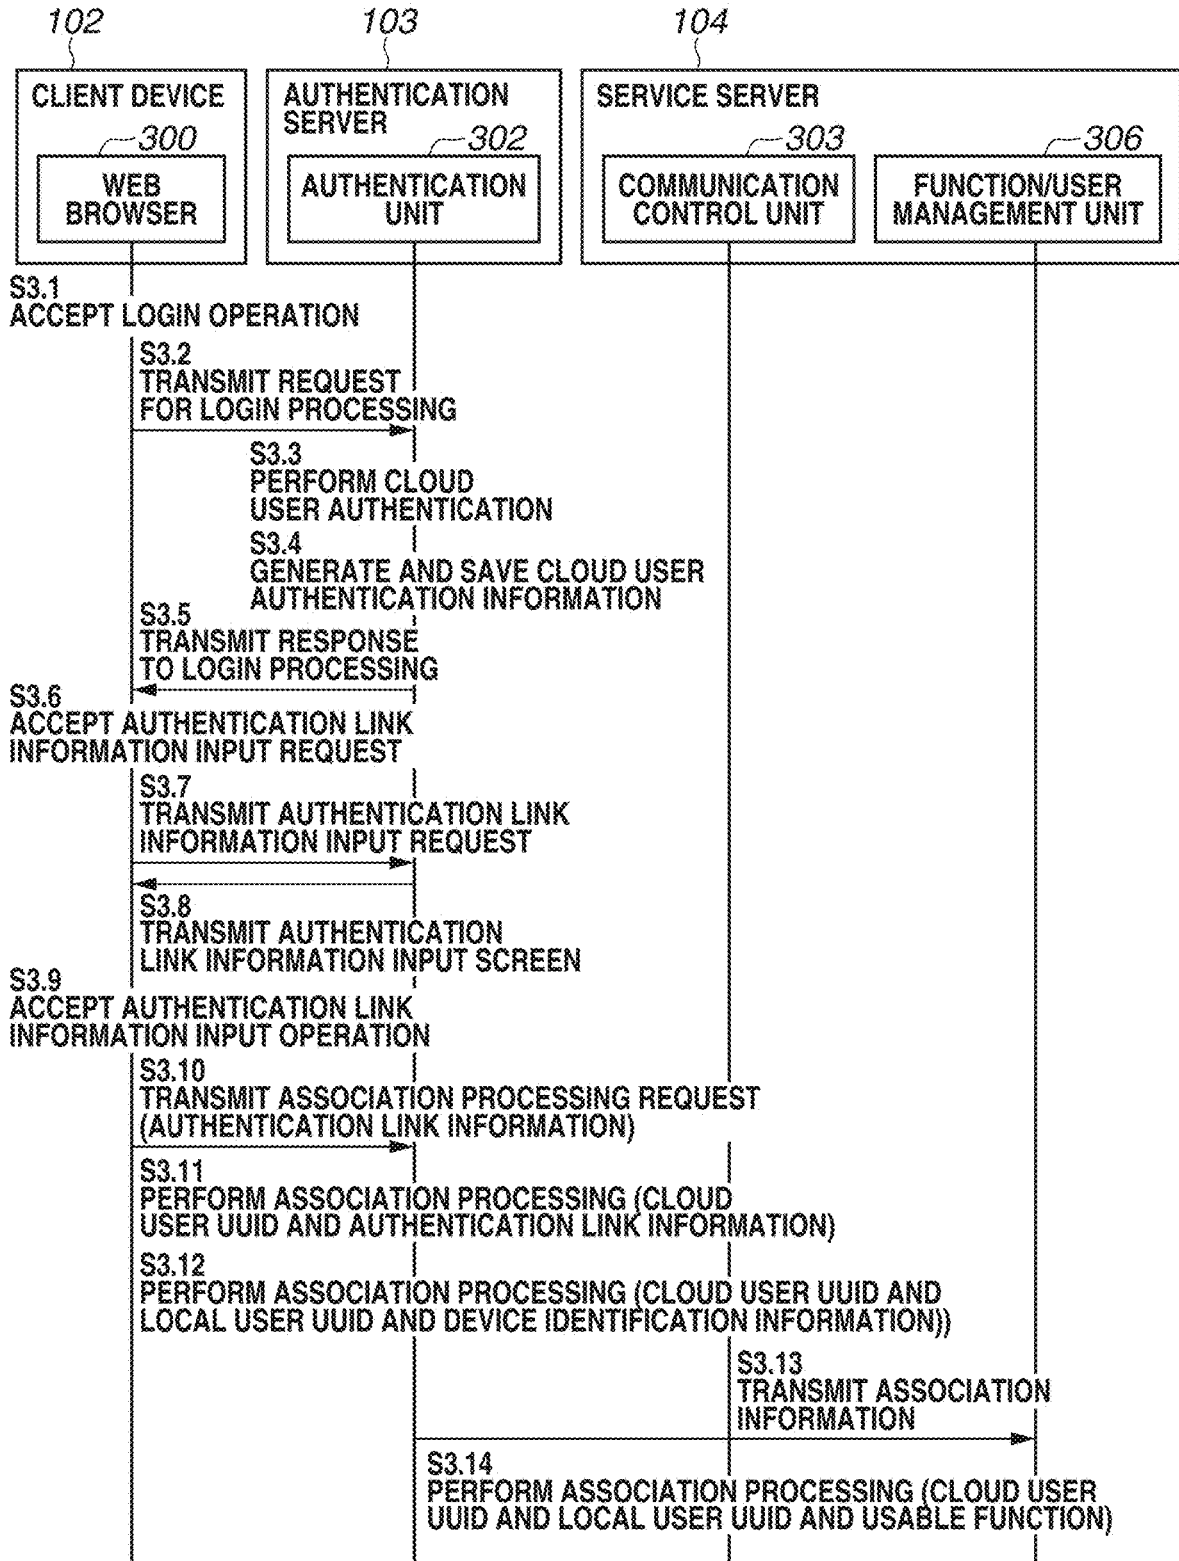 102
103
104
CLIENT DEVICE
AUTHENTICATION
SERVER
SERVICE SERVER
300
302
303
306
WEB
BROWSER
AUTHENTICATION
UNIT
COMMUNICATION
CONTROL UNIT
FUNCTION/USER
MANAGEMENT UNIT
S3.1
ACCEPT LOGIN OPERATION
S3.2
TRANSMIT REQUEST
FOR LOGIN PROCESSING
S3.3
PERFORM CLOUD
USER AUTHENTICATION
S3.4
GENERATE AND SAVE CLOUD USER
AUTHENTICATION INFORMATION
S3.5
TRANSMIT RESPONSE
TO LOGIN PROCESSING
S3.6
ACCEPT AUTHENTICATION LINK
INFORMATION INPUT REQUEST
S3.7
TRANSMIT AUTHENTICATION LINK
INFORMATION INPUT REQUEST
S3.8
TRANSMIT AUTHENTICATION
LINK INFORMATION INPUT SCREEN
S3.9
ACCEPT AUTHENTICATION LINK
INFORMATION INPUT OPERATION
S3.10
TRANSMIT ASSOCIATION PROCESSING REQUEST
(AUTHENTICATION LINK INFORMATION)
S3.11
PERFORM ASSOCIATION PROCESSING (CLOUD
USER UUID AND AUTHENTICATION LINK INFORMATION)
S3.12
PERFORM ASSOCIATION PROCESSING (CLOUD USER UUID AND
LOCAL USER UUID AND DEVICE IDENTIFICATION INFORMATION))
S3.13
TRANSMIT ASSOCIATION
INFORMATION
S3.14
PERFORM ASSOCIATION PROCESSING (CLOUD USER
UUID AND LOCAL USER UUID AND USABLE FUNCTION)